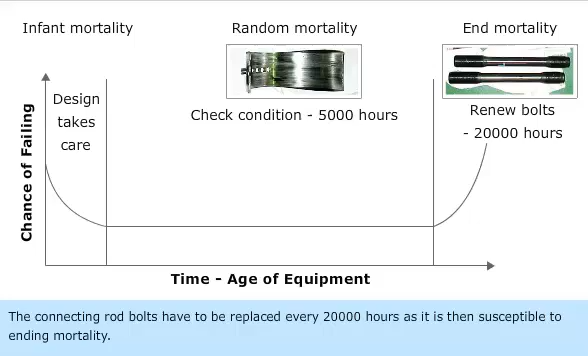 Infant mortality
Random mortality
End mortality
Design
takes
care
Check condition - 5000 hours
Renew bolts
- 20000 hours
Chance of Failing
Time - Age of Equipment
The connecting rod bolts have to be replaced every 20000 hours as it is then susceptible to
ending mortality.